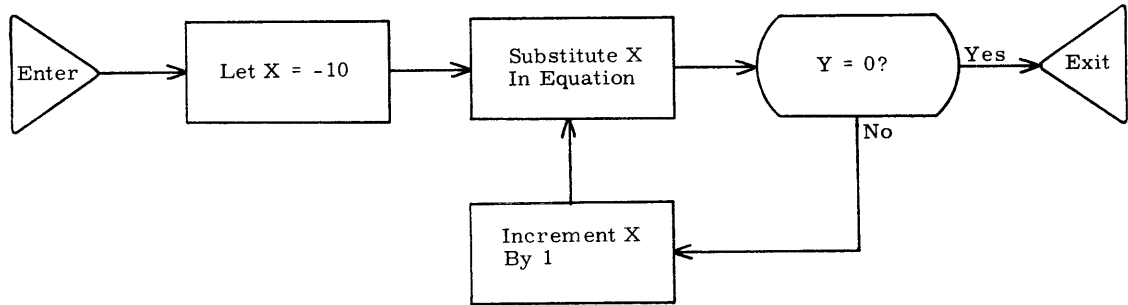 Enter
Let X = -10
Substitute X
In Equation
Y = 0?
Yes
Exit
No
Increment X
By 1